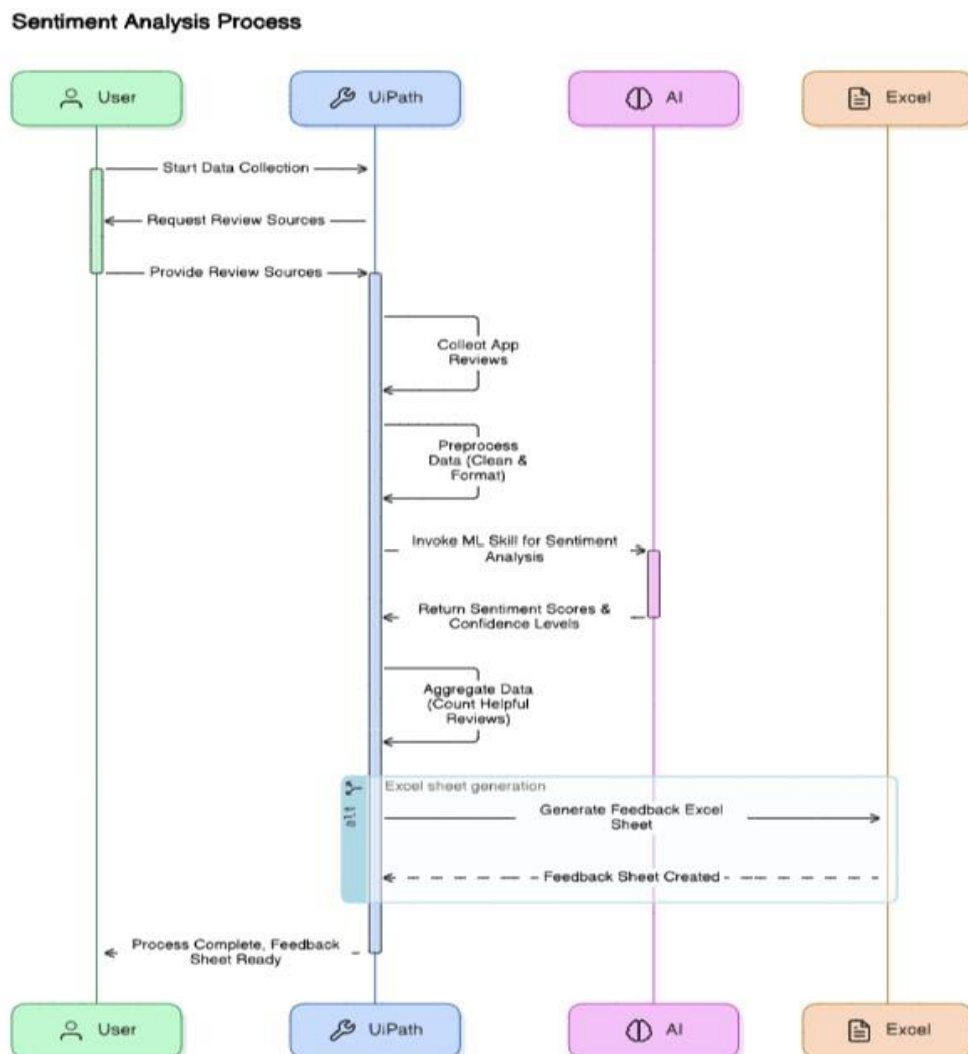 Sentiment Analysis Process
User
UiPath
AI
Excel
Start Data Collection
Request Review Sources
Provide Review Sources
Collect App
Reviews
Preprocess
Data (Clean &
Format)
Invoke ML Skill for Sentiment
Analysis
Return Sentiment Scores &
Confidence Levels
Aggregate Data
(Count Helpful
Reviews)
alt
Excel sheet generation
Generate Feedback Excel
Sheet
Feedback Sheet Created
Process Complete, Feedback
Sheet Ready
User
UiPath
AI
Excel